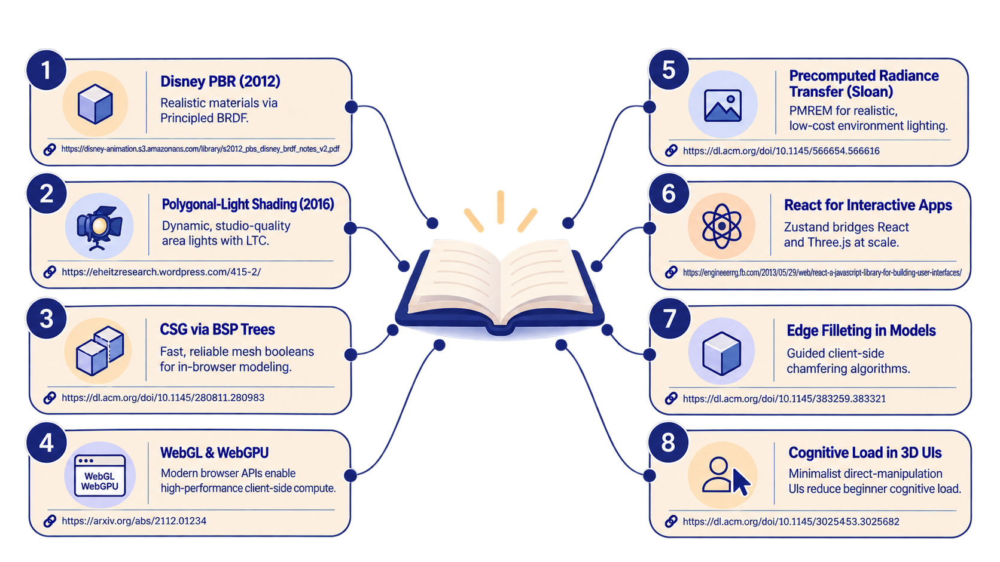 1
Disney PBR (2012)
Realistic materials via
Principled BRDF.
https://disney-animation.s3.amazonans.com/library/s2012_pbs_disney_brdf_notes_v2,pdf
2
Polygonal-Light Shading (2016)
Dynamic, studio-quality
area lights with LTC.
https://eheitzresearch.wordpress.com/415-2/
3
CSG via BSP Trees
Fast, reliable mesh booleans
for in-browser modeling.
https://dl.acm.org/doi/10.1145/280811.280983
4
WebGL
WebGPU
WebGL & WebGPU
Modern browser APIs enable
high-performance client-side compute.
https://arxiv.org/abs/2112.01234
5
Precomputed Radiance
Transfer (Sloan)
PMREM for realistic,
low-cost environment lighting.
https://dl.acm.org/doi/10.1145/566654.566616
6
React for Interactive Apps
Zustand bridges React
and Three.js at scale.
https://engineeerrg.fb.com/2013/05/29/web/react-a-javascript-library-for-building-user-interfaces/
7
Edge Filleting in Models
Guided client-side
chamfering algorithms.
https://dl.acm.org/doi/10.1145/383259.383321
8
Cognitive Load in 3D UIs
Minimalist direct-manipulation
UIs reduce beginner cognitive load.
https://dl.acm.org/doi/10.1145/3025453.3025682